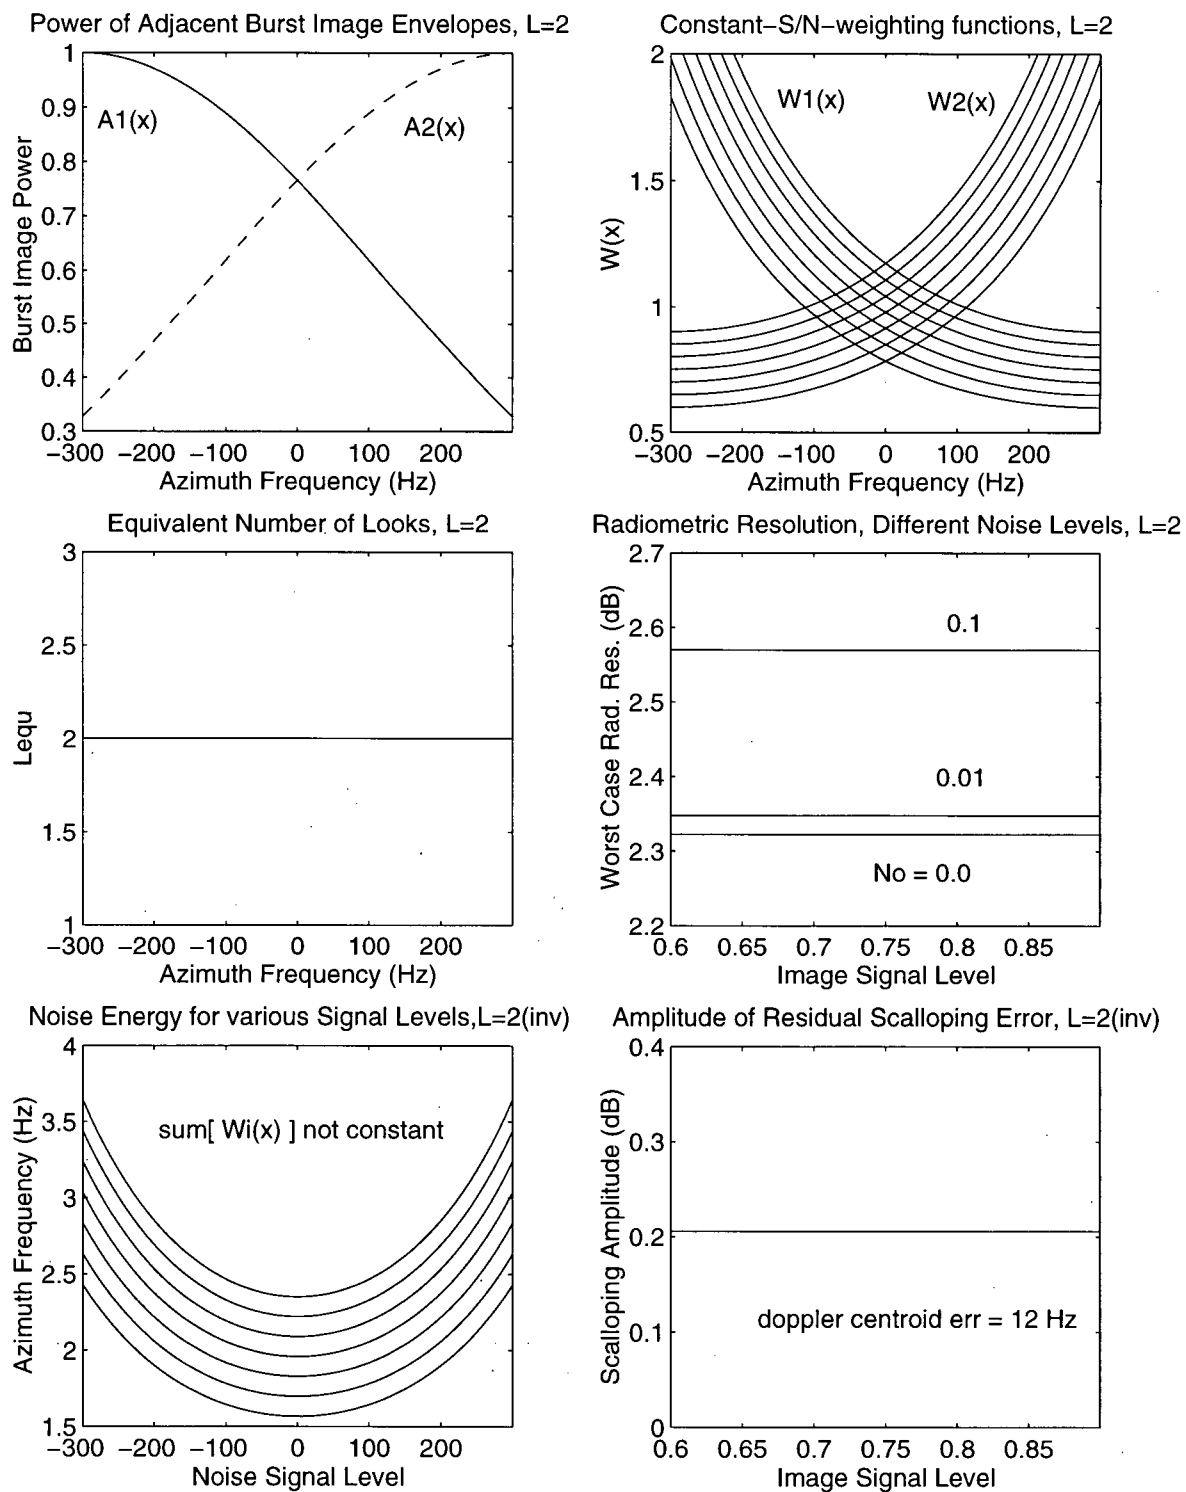 Power of Adjacent Burst Image Envelopes, L=2
1
0.9
0.8
0.7
0.6
0.5
0.4
0.3
Burst Image Power
A1(x)
A2(x)
−300 −200 −100 0 100 200
Azimuth Frequency (Hz)
Constant−S/N−weighting functions, L=2
2
1.5
1
0.5
W(x)
W1(x)
W2(x)
−300 −200 −100 0 100 200
Azimuth Frequency (Hz)
Equivalent Number of Looks, L=2
3
2.5
2
1.5
1
Lequ
−300 −200 −100 0 100 200
Azimuth Frequency (Hz)
Radiometric Resolution, Different Noise Levels, L=2
2.7
2.6
2.5
2.4
2.3
2.2
Worst Case Rad. Res. (dB)
0.1
0.01
No = 0.0
0.6 0.65 0.7 0.75 0.8 0.85
Image Signal Level
Noise Energy for various Signal Levels,L=2(inv)
4
3.5
3
2.5
2
1.5
Azimuth Frequency (Hz)
sum[ Wi(x) ] not constant
−300 −200 −100 0 100 200
Noise Signal Level
Amplitude of Residual Scalloping Error, L=2(inv)
0.4
0.3
0.2
0.1
0
Scalloping Amplitude (dB)
doppler centroid err = 12 Hz
0.6 0.65 0.7 0.75 0.8 0.85
Image Signal Level